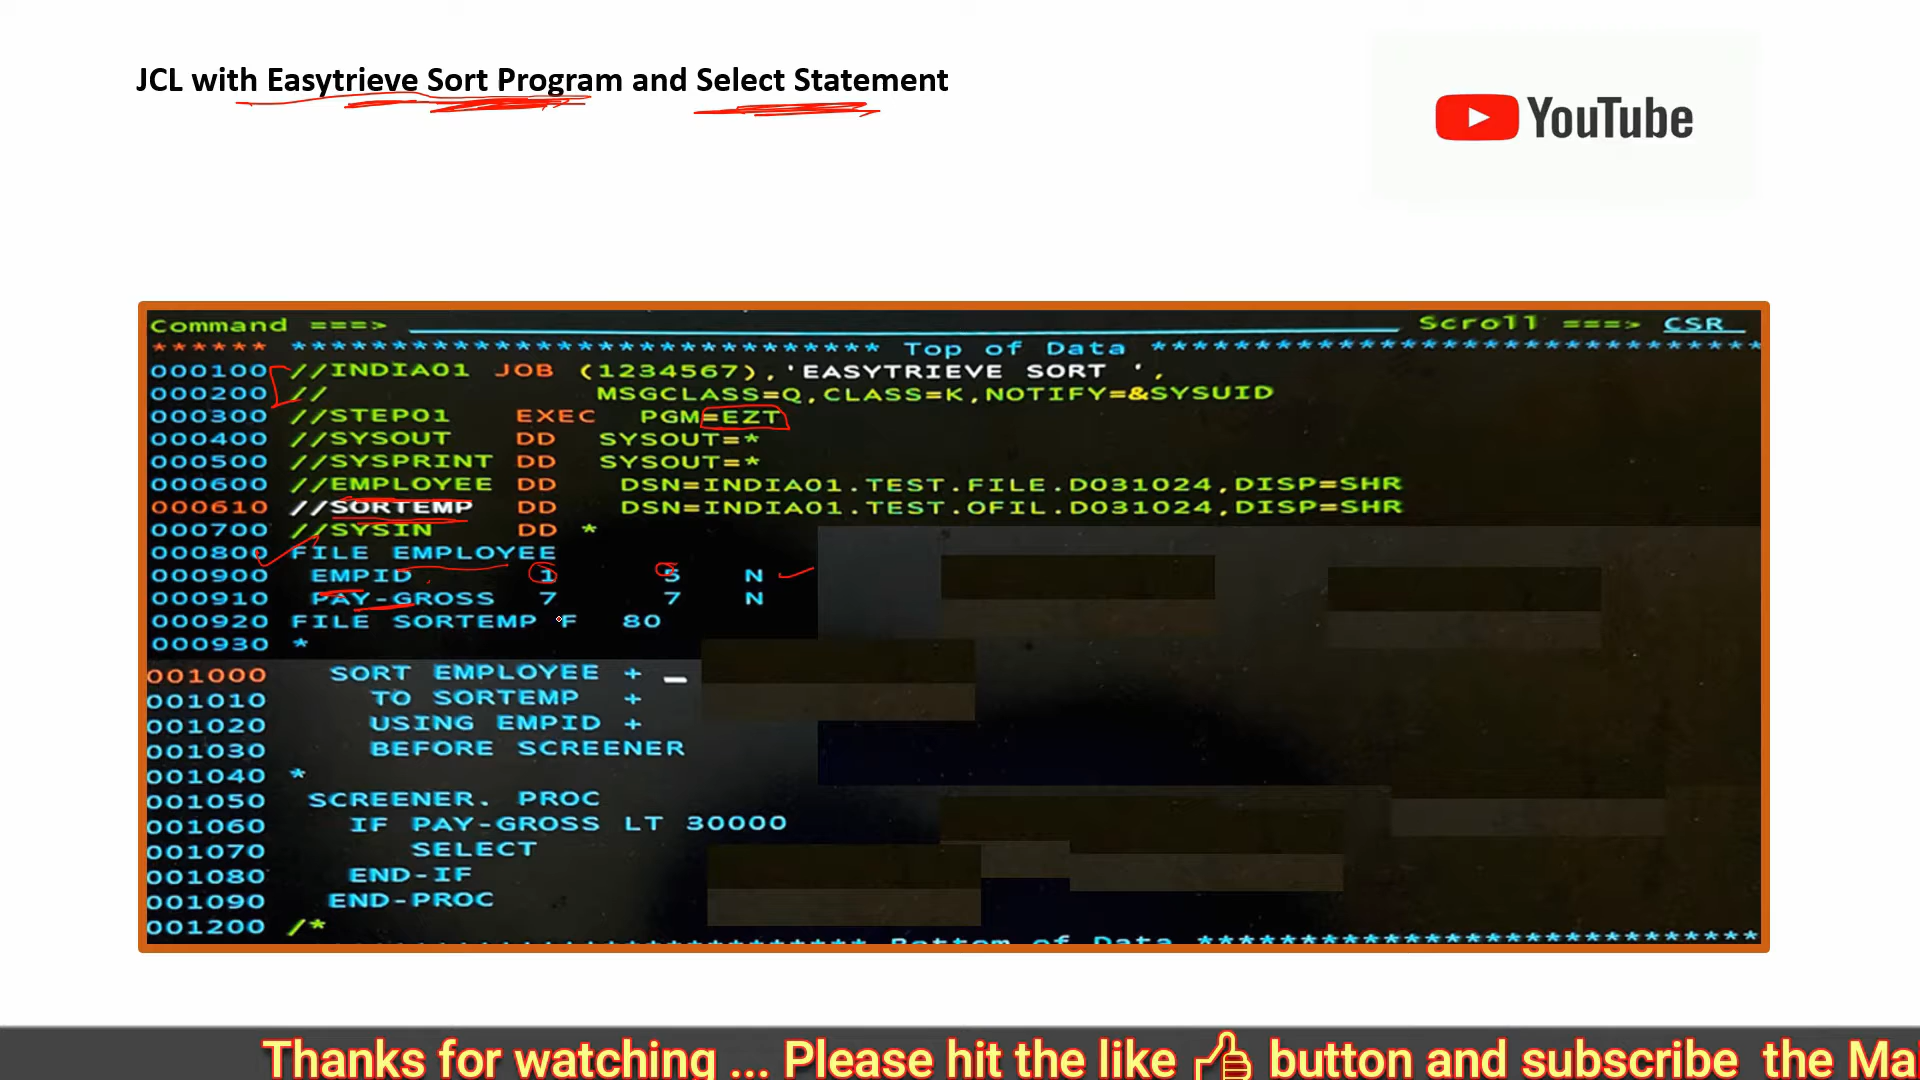 JCL with Easytrieve Sort Program and Select Statement
YouTube
Command ===> Scroll ===> CSR
****** **************************** Top of Data ******************************
000100 //INDIA01 JOB (1234567),'EASYTRIEVE SORT ',
000200 // MSGCLASS=Q,CLASS=K,NOTIFY=&SYSUID
000300 //STEP01 EXEC PGM=EZT
000400 //SYSOUT DD SYSOUT=*
000500 //SYSPRINT DD SYSOUT=*
000600 //EMPLOYEE DD DSN=INDIA01.TEST.FILE.D031024,DISP=SHR
000610 //SORTEMP DD DSN=INDIA01.TEST.OFIL.D031024,DISP=SHR
000700 //SYSIN DD *
000800 FILE EMPLOYEE
000900 EMPID 1 5 N
000910 PAY-GROSS 7 7 N
000920 FILE SORTEMP F 80
000930 *
001000 SORT EMPLOYEE + _
001010 TO SORTEMP +
001020 USING EMPID +
001030 BEFORE SCREENER
001040 *
001050 SCREENER. PROC
001060 IF PAY-GROSS LT 30000
001070 SELECT
001080 END-IF
001090 END-PROC
001200 /*
**************************** Bottom of Data ****************************
Thanks for watching ... Please hit the like button and subscribe the Ma